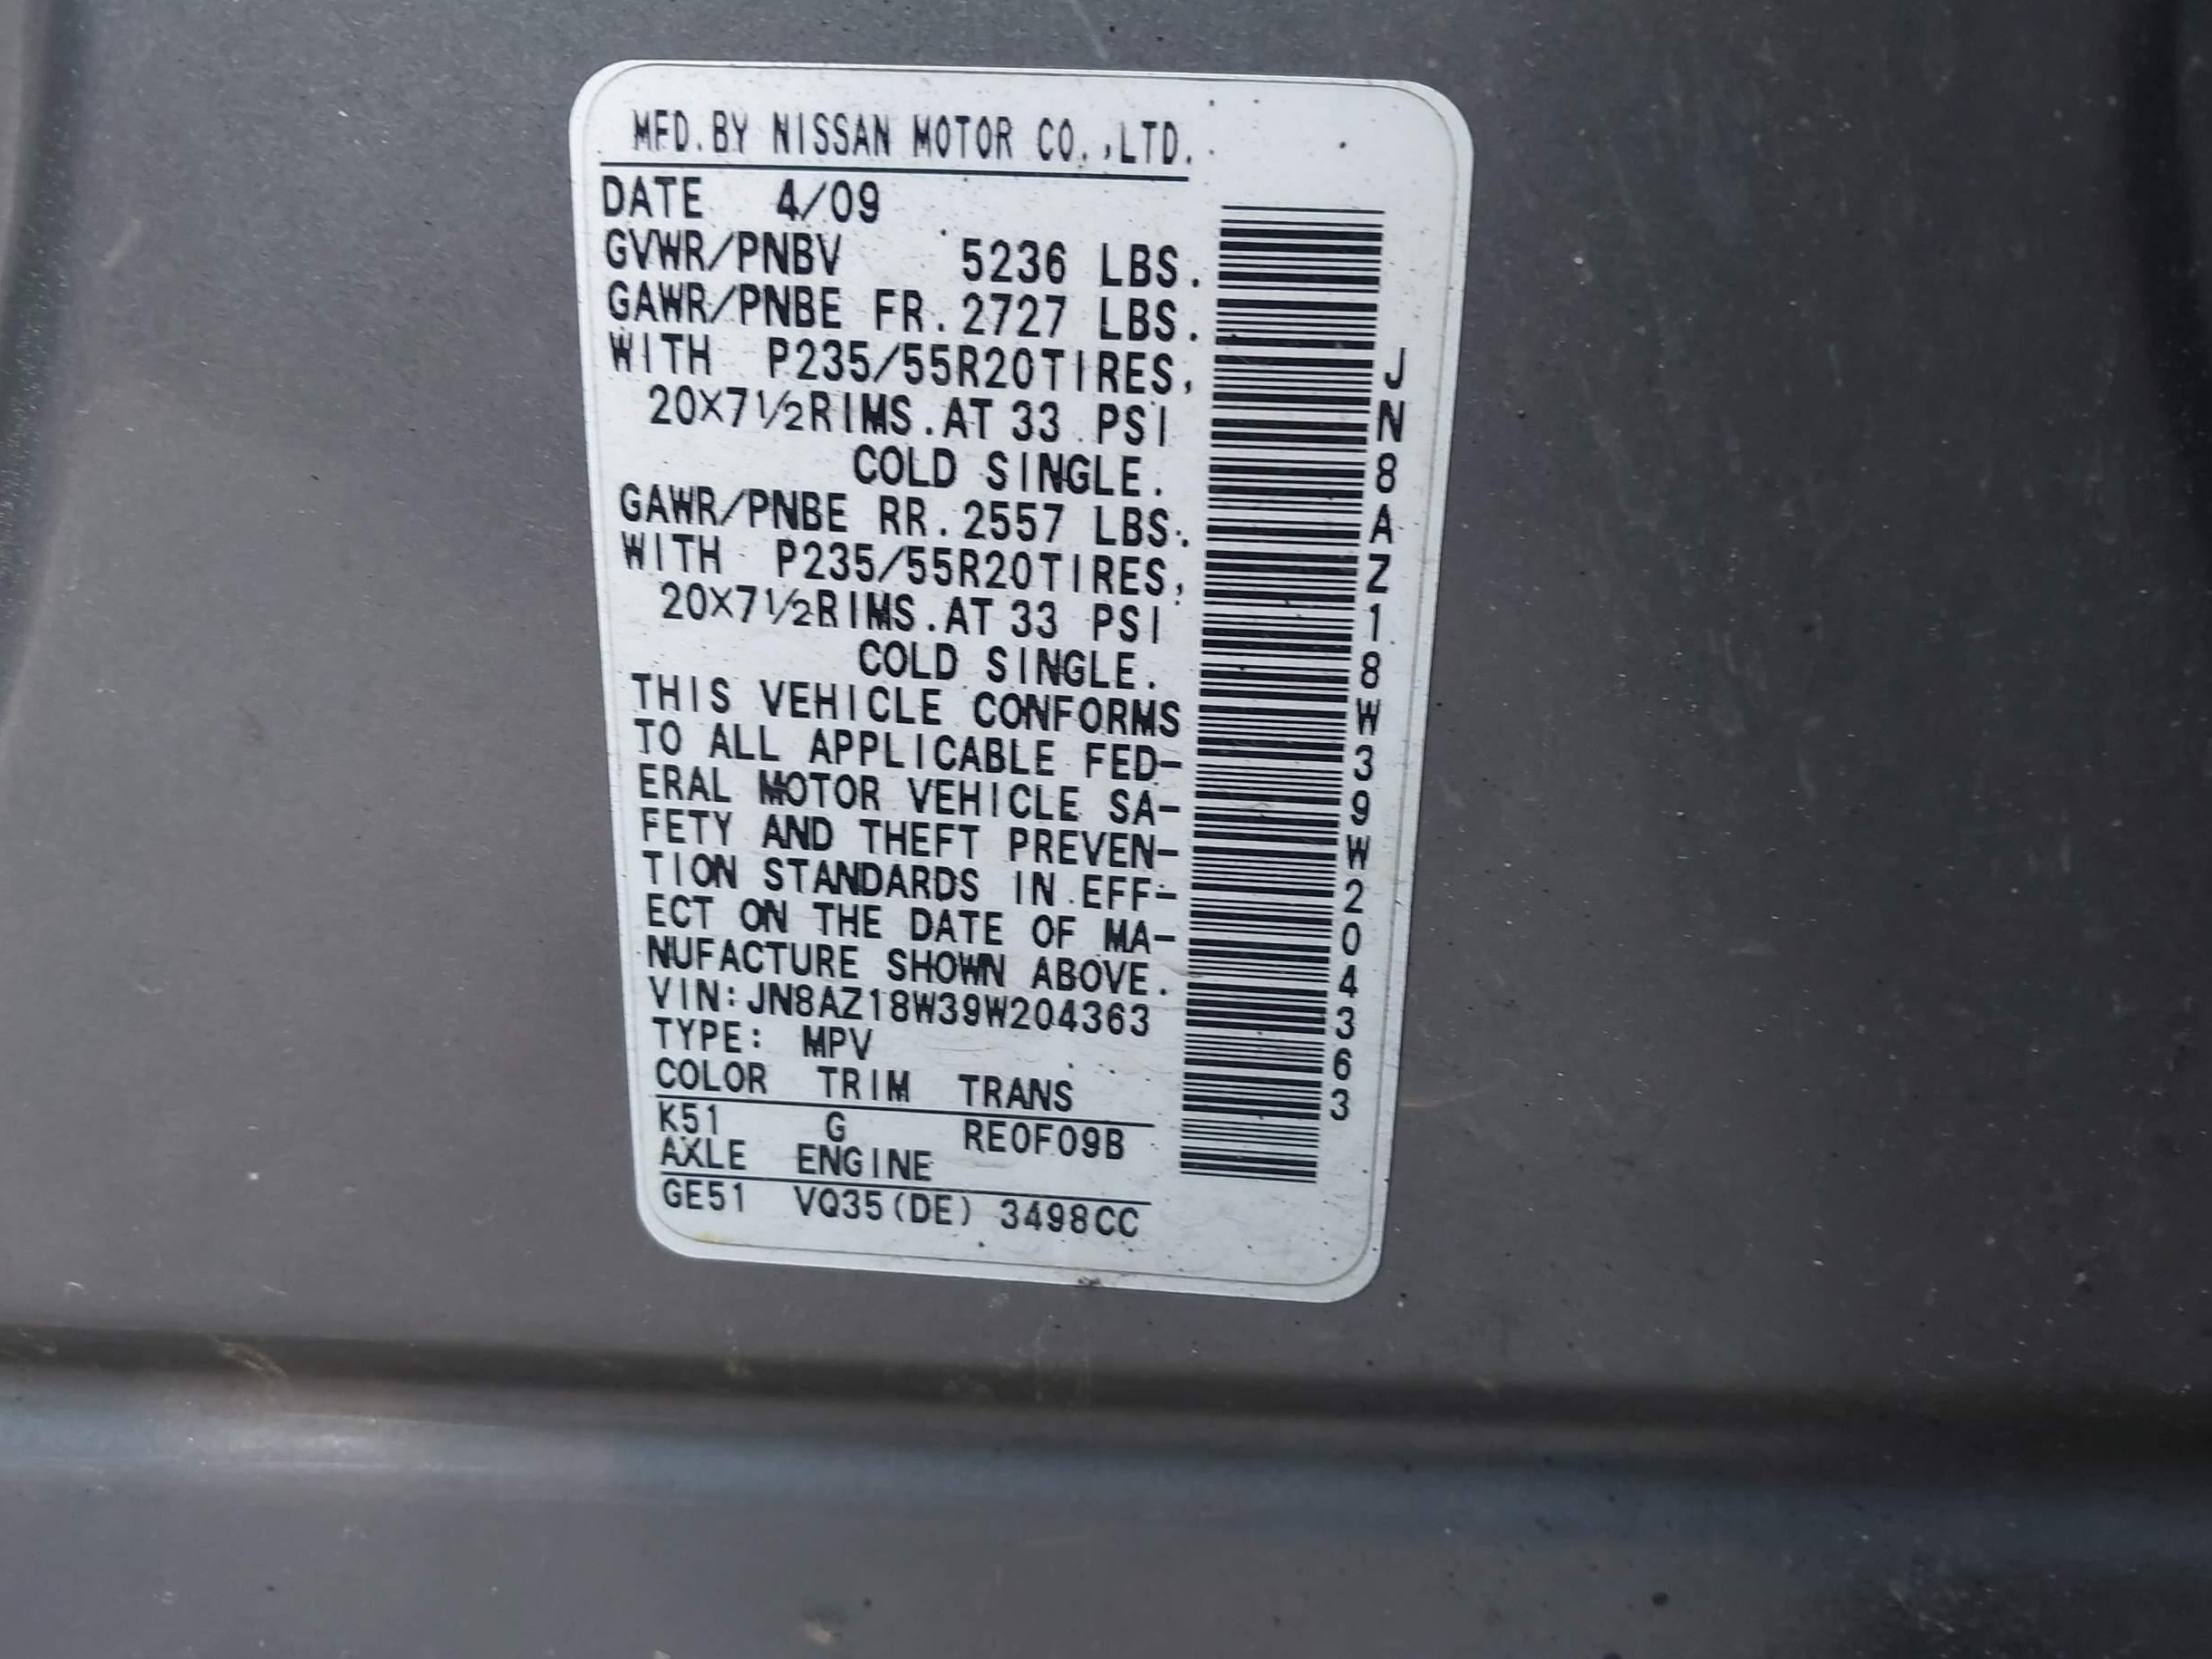 MFD.BY NISSAN MOTOR CO.,LTD.
DATE 4/09
GVWR/PNBV 5236 LBS.
GAWR/PNBE FR.2727 LBS.
WITH P235/55R20TIRES,
20X7½RIMS.AT 33 PSI
COLD SINGLE.
GAWR/PNBE RR.2557 LBS.
WITH P235/55R20TIRES,
20X7½RIMS.AT 33 PSI
COLD SINGLE.
THIS VEHICLE CONFORMS
TO ALL APPLICABLE FED-
ERAL MOTOR VEHICLE SA-
FETY AND THEFT PREVEN-
TION STANDARDS IN EFF-
ECT ON THE DATE OF MA-
NUFACTURE SHOWN ABOVE.
VIN:JN8AZ18W39W204363
TYPE: MPV
COLOR TRIM TRANS
K51 G RE0F09B
AXLE ENGINE
GE51 VQ35(DE) 3498CC
JN8AZ18W39W204363